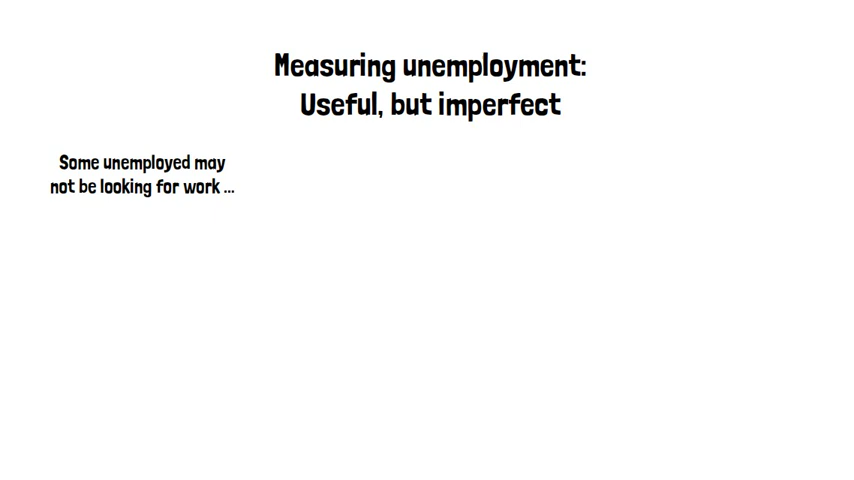 Measuring unemployment:
Useful, but imperfect
Some unemployed may
not be looking for work ...